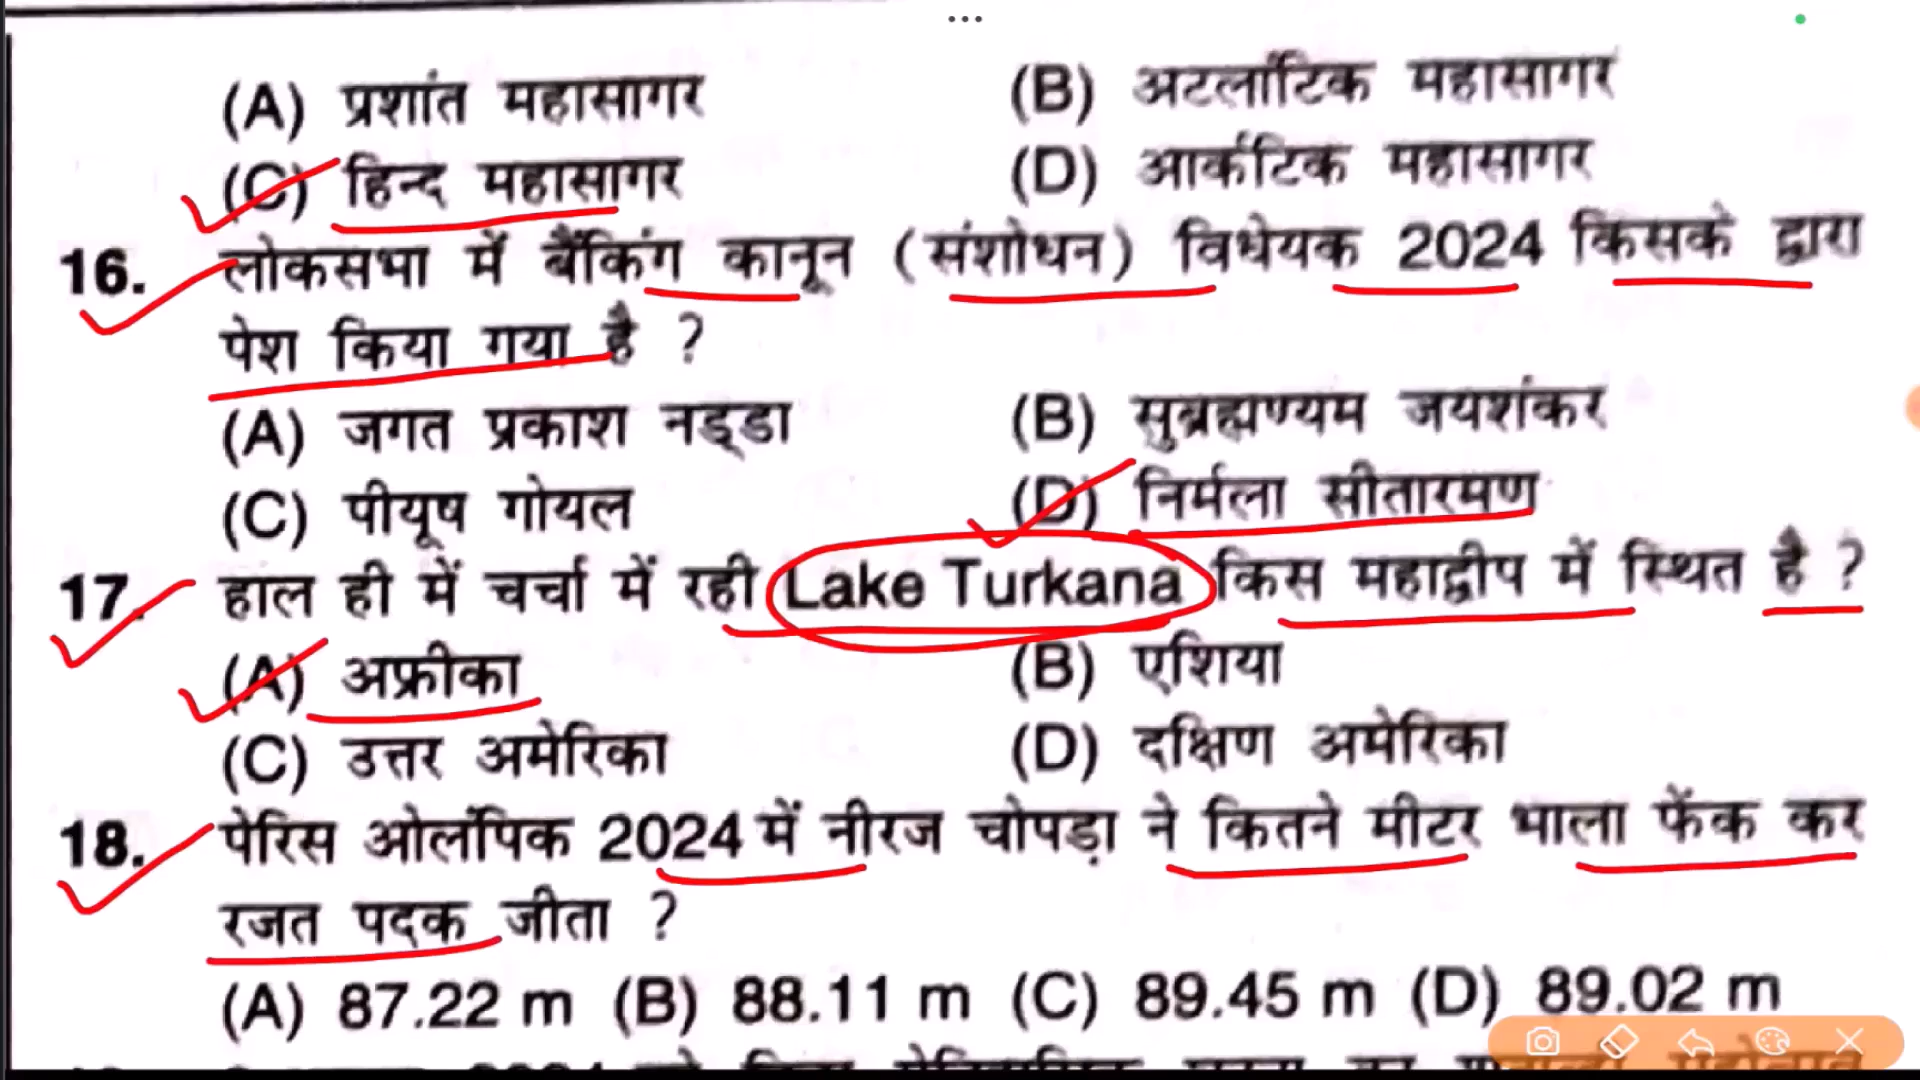 (A) प्रशांत महासागर (B) अटलांटिक महासागर
(C) हिन्द महासागर (D) आर्कटिक महासागर
16. लोकसभा में बैंकिंग कानून (संशोधन) विधेयक 2024 किसके द्वारा
पेश किया गया है ?
(A) जगत प्रकाश नड्डा (B) सुब्रह्मण्यम जयशंकर
(C) पीयूष गोयल (D) निर्मला सीतारमण
17. हाल ही में चर्चा में रही Lake Turkana किस महाद्वीप में स्थित है ?
(A) अफ्रीका (B) एशिया
(C) उत्तर अमेरिका (D) दक्षिण अमेरिका
18. पेरिस ओलंपिक 2024 में नीरज चोपड़ा ने कितने मीटर भाला फेंक कर
रजत पदक जीता ?
(A) 87.22 m (B) 88.11 m (C) 89.45 m (D) 89.02 m